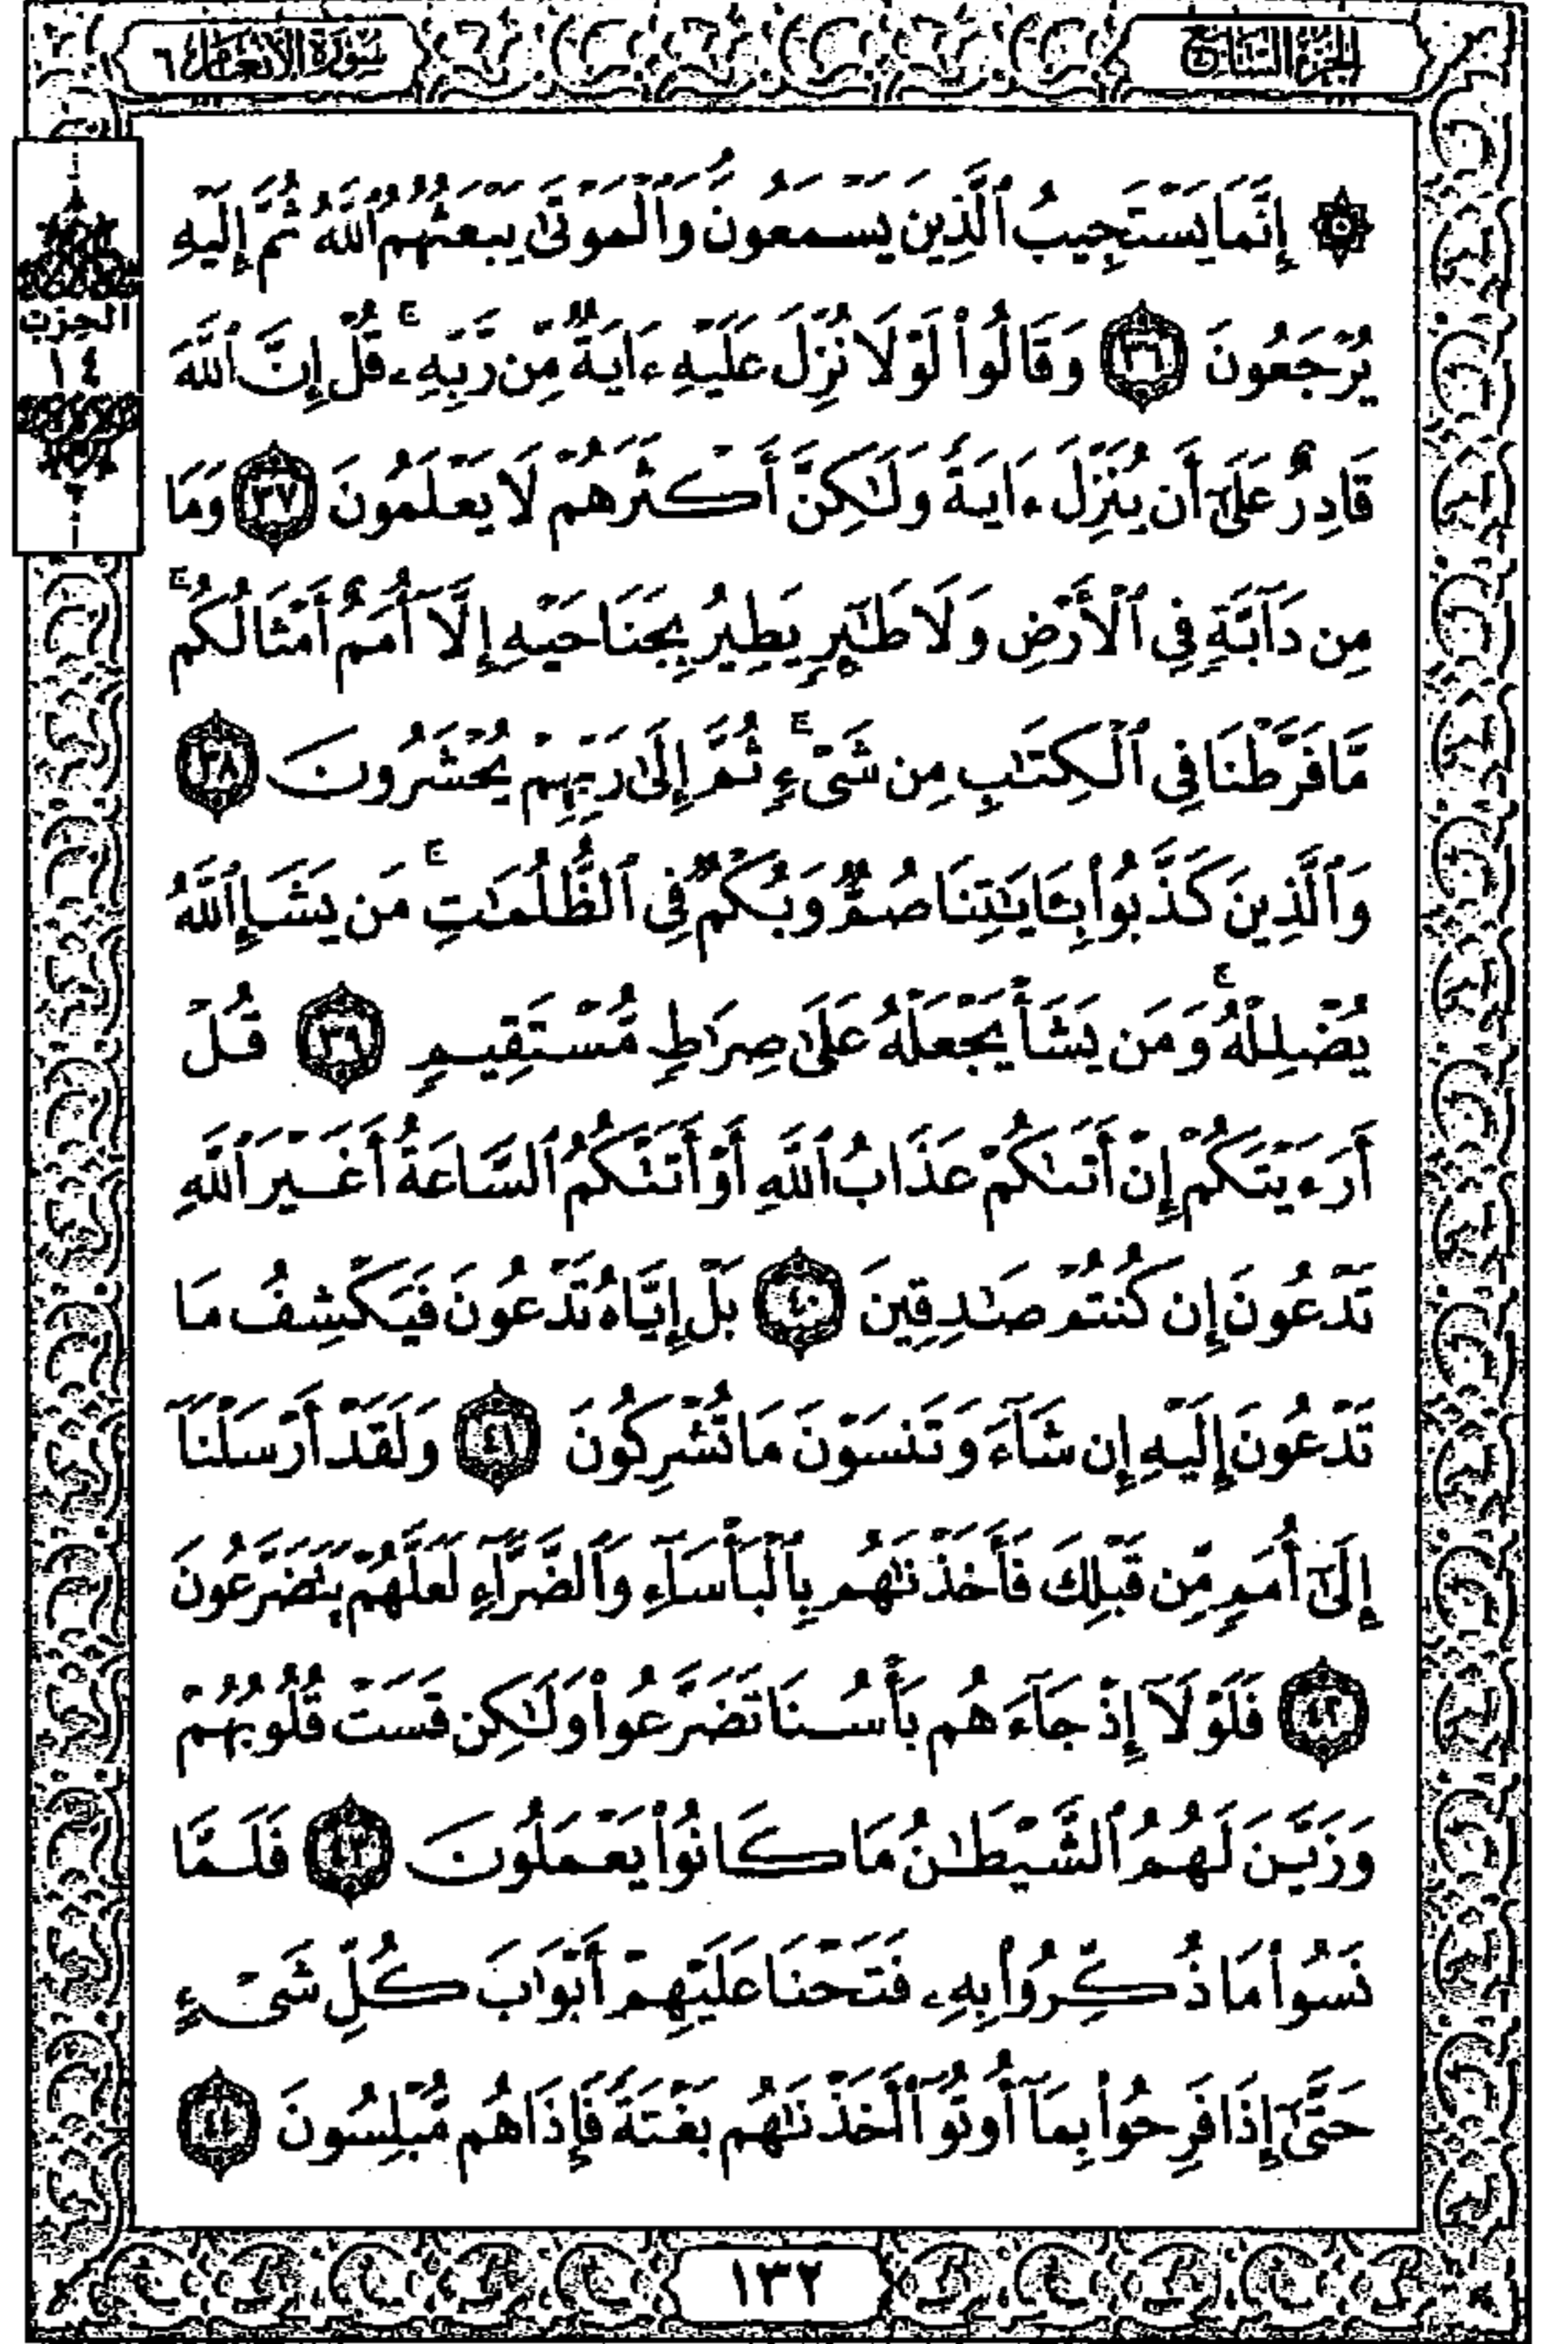 الجزء السابع
سورة الأنعام ٦
الحزب
١٤
۞ إِنَّمَا يَسْتَجِيبُ ٱلَّذِينَ يَسْمَعُونَ ۘ وَٱلْمَوْتَىٰ يَبْعَثُهُمُ ٱللَّهُ ثُمَّ إِلَيْهِ
يُرْجَعُونَ ٣٦ وَقَالُوا۟ لَوْلَا نُزِّلَ عَلَيْهِ ءَايَةٌ مِّن رَّبِّهِۦ ۚ قُلْ إِنَّ ٱللَّهَ
قَادِرٌ عَلَىٰٓ أَن يُنَزِّلَ ءَايَةً وَلَـٰكِنَّ أَكْثَرَهُمْ لَا يَعْلَمُونَ ٣٧ وَمَا
مِن دَآبَّةٍ فِى ٱلْأَرْضِ وَلَا طَـٰٓئِرٍ يَطِيرُ بِجَنَاحَيْهِ إِلَّآ أُمَمٌ أَمْثَالُكُم ۚ
مَّا فَرَّطْنَا فِى ٱلْكِتَـٰبِ مِن شَىْءٍ ۚ ثُمَّ إِلَىٰ رَبِّهِمْ يُحْشَرُونَ ٣٨
وَٱلَّذِينَ كَذَّبُوا۟ بِـَٔايَـٰتِنَا صُمٌّ وَبُكْمٌ فِى ٱلظُّلُمَـٰتِ ۗ مَن يَشَإِ ٱللَّهُ
يُضْلِلْهُ ۚ وَمَن يَشَأْ يَجْعَلْهُ عَلَىٰ صِرَٰطٍ مُّسْتَقِيمٍ ٣٩ قُلْ
أَرَءَيْتَكُمْ إِنْ أَتَىٰكُمْ عَذَابُ ٱللَّهِ أَوْ أَتَتْكُمُ ٱلسَّاعَةُ أَغَيْرَ ٱللَّهِ
تَدْعُونَ إِن كُنتُمْ صَـٰدِقِينَ ٤٠ بَلْ إِيَّاهُ تَدْعُونَ فَيَكْشِفُ مَا
تَدْعُونَ إِلَيْهِ إِن شَآءَ وَتَنسَوْنَ مَا تُشْرِكُونَ ٤١ وَلَقَدْ أَرْسَلْنَآ
إِلَىٰٓ أُمَمٍ مِّن قَبْلِكَ فَأَخَذْنَـٰهُم بِٱلْبَأْسَآءِ وَٱلضَّرَّآءِ لَعَلَّهُمْ يَتَضَرَّعُونَ
٤٢ فَلَوْلَآ إِذْ جَآءَهُم بَأْسُنَا تَضَرَّعُوا۟ وَلَـٰكِن قَسَتْ قُلُوبُهُمْ
وَزَيَّنَ لَهُمُ ٱلشَّيْطَـٰنُ مَا كَانُوا۟ يَعْمَلُونَ ٤٣ فَلَمَّا
نَسُوا۟ مَا ذُكِّرُوا۟ بِهِۦ فَتَحْنَا عَلَيْهِمْ أَبْوَٰبَ كُلِّ شَىْءٍ
حَتَّىٰٓ إِذَا فَرِحُوا۟ بِمَآ أُوتُوٓا۟ أَخَذْنَـٰهُم بَغْتَةً فَإِذَا هُم مُّبْلِسُونَ ٤٤
١٣٢